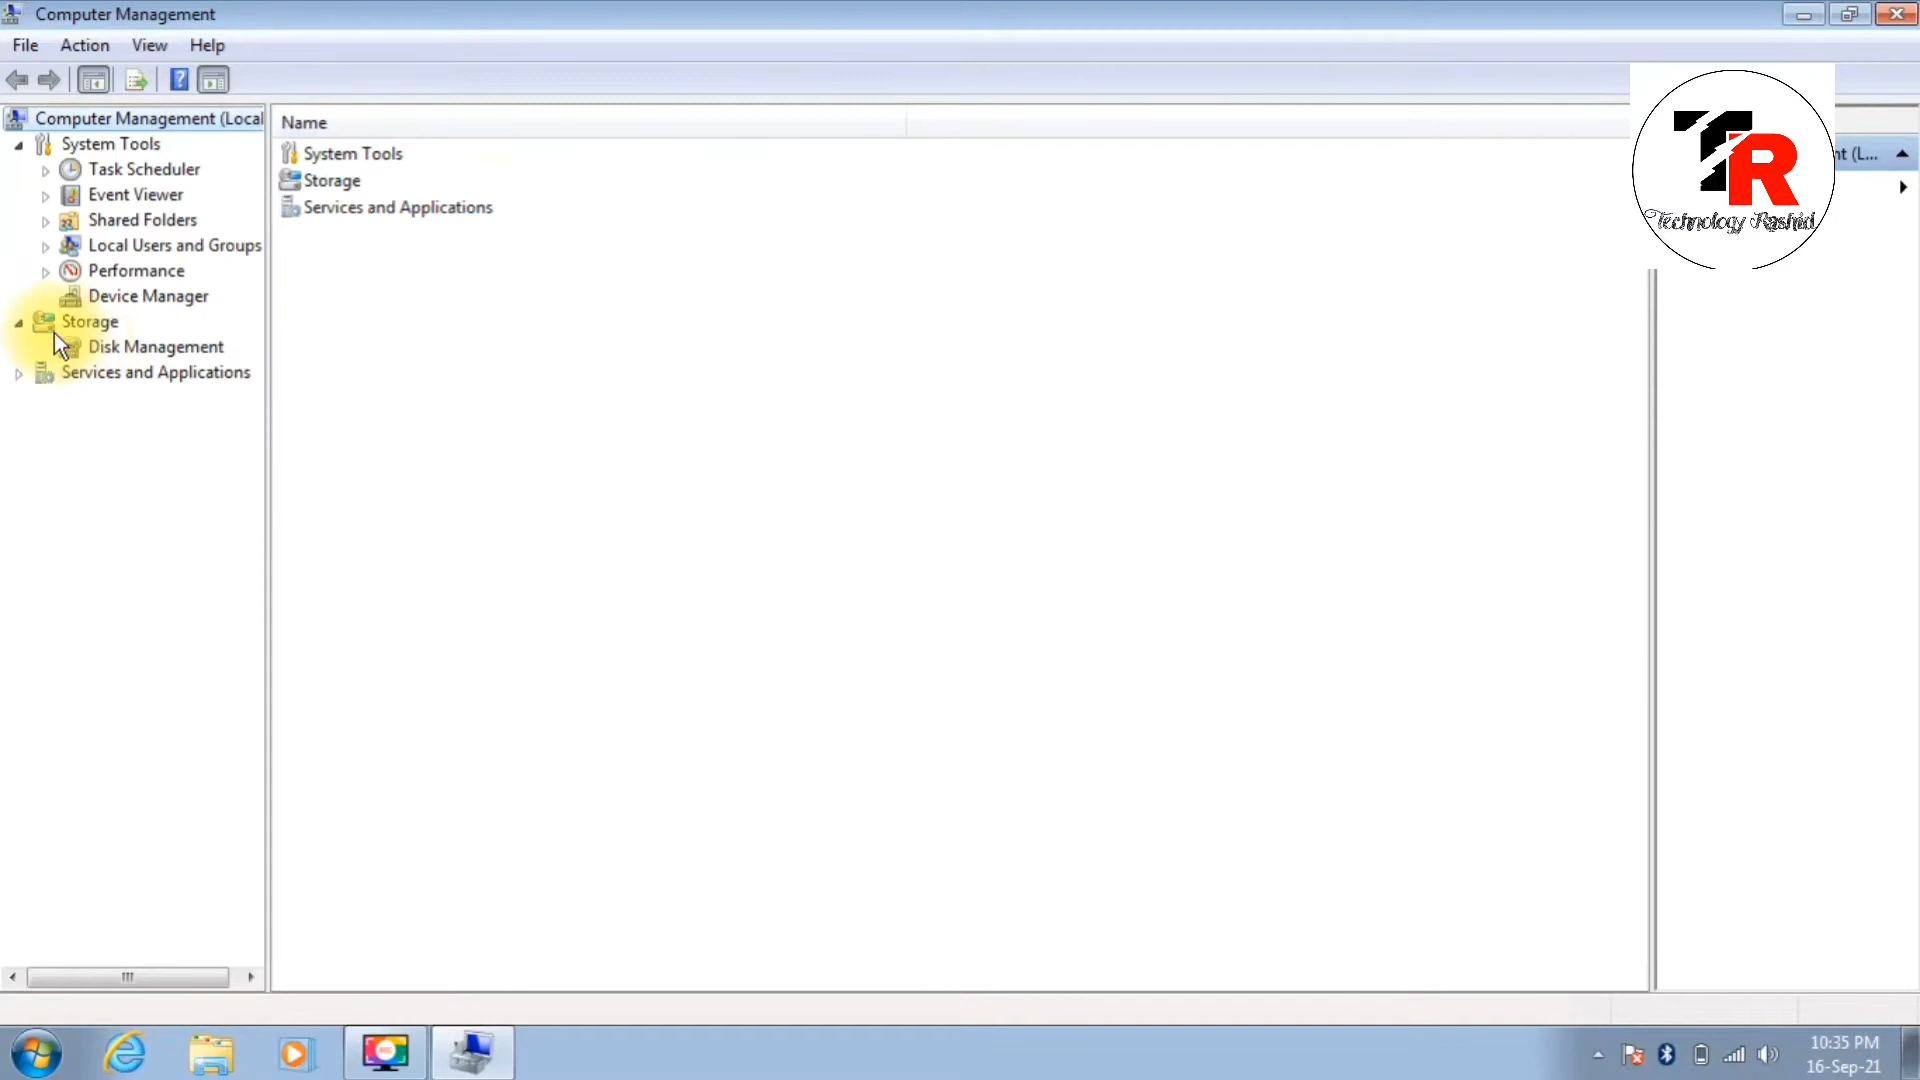 Computer Management
File Action View Help
Computer Management (Local
System Tools
Task Scheduler
Event Viewer
Shared Folders
Local Users and Groups
Performance
Device Manager
Storage
Disk Management
Services and Applications
Name
System Tools
Storage
Services and Applications
TR
Technology Rashid
nt (L...
10:35 PM
16-Sep-21